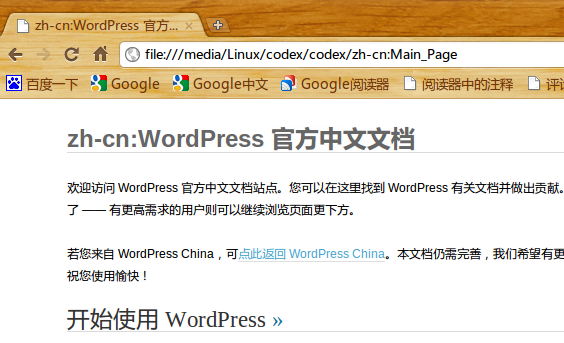 zh-cn:WordPress 官方...
file:///media/Linux/codex/codex/zh-cn:Main_Page
百度一下 Google Google中文 Google阅读器 阅读器中的注释
zh-cn:WordPress 官方中文文档
欢迎访问 WordPress 官方中文文档站点。您可以在这里找到 WordPress 有关文档并做出贡献。
了 —— 有更高需求的用户则可以继续浏览页面更下方。
若您来自 WordPress China，可点此返回 WordPress China。本文档仍需完善，我们希望有更
祝您使用愉快！
开始使用 WordPress »